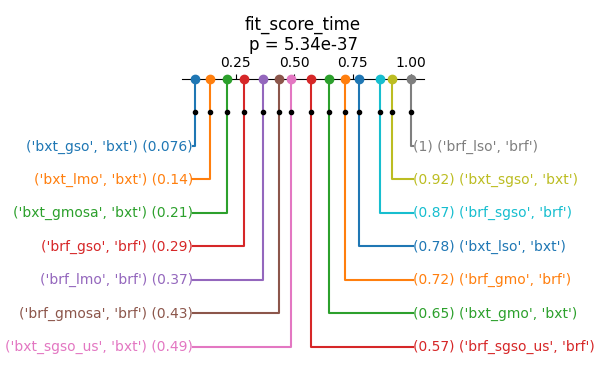 fit_score_time
p = 5.34e-37
0.25 0.50 0.75 1.00
('bxt_gso', 'bxt') (0.076) (1) ('brf_lso', 'brf')
('bxt_lmo', 'bxt') (0.14) (0.92) ('bxt_sgso', 'bxt')
('bxt_gmosa', 'bxt') (0.21) (0.87) ('brf_sgso', 'brf')
('brf_gso', 'brf') (0.29) (0.78) ('bxt_lso', 'bxt')
('brf_lmo', 'brf') (0.37) (0.72) ('brf_gmo', 'brf')
('brf_gmosa', 'brf') (0.43) (0.65) ('bxt_gmo', 'bxt')
('bxt_sgso_us', 'bxt') (0.49) (0.57) ('brf_sgso_us', 'brf')